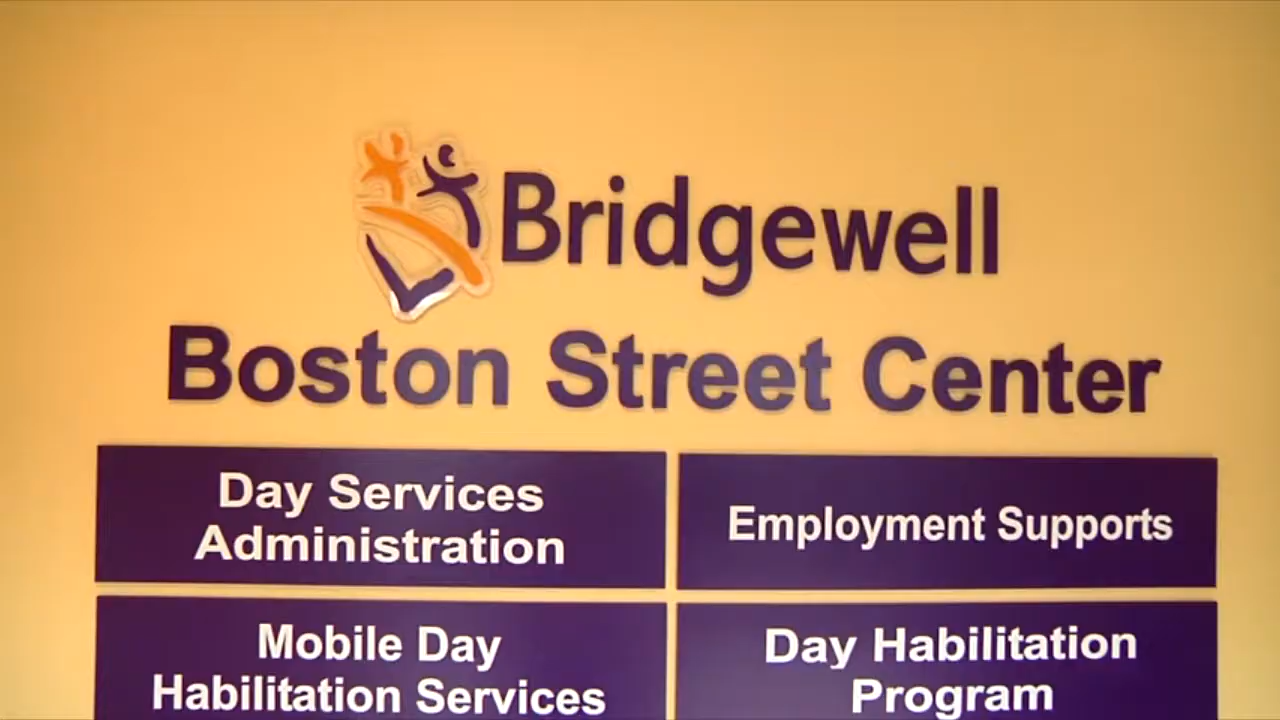 Bridgewell
Boston Street Center
Day Services
Administration
Employment Supports
Mobile Day
Habilitation Services
Day Habilitation
Program